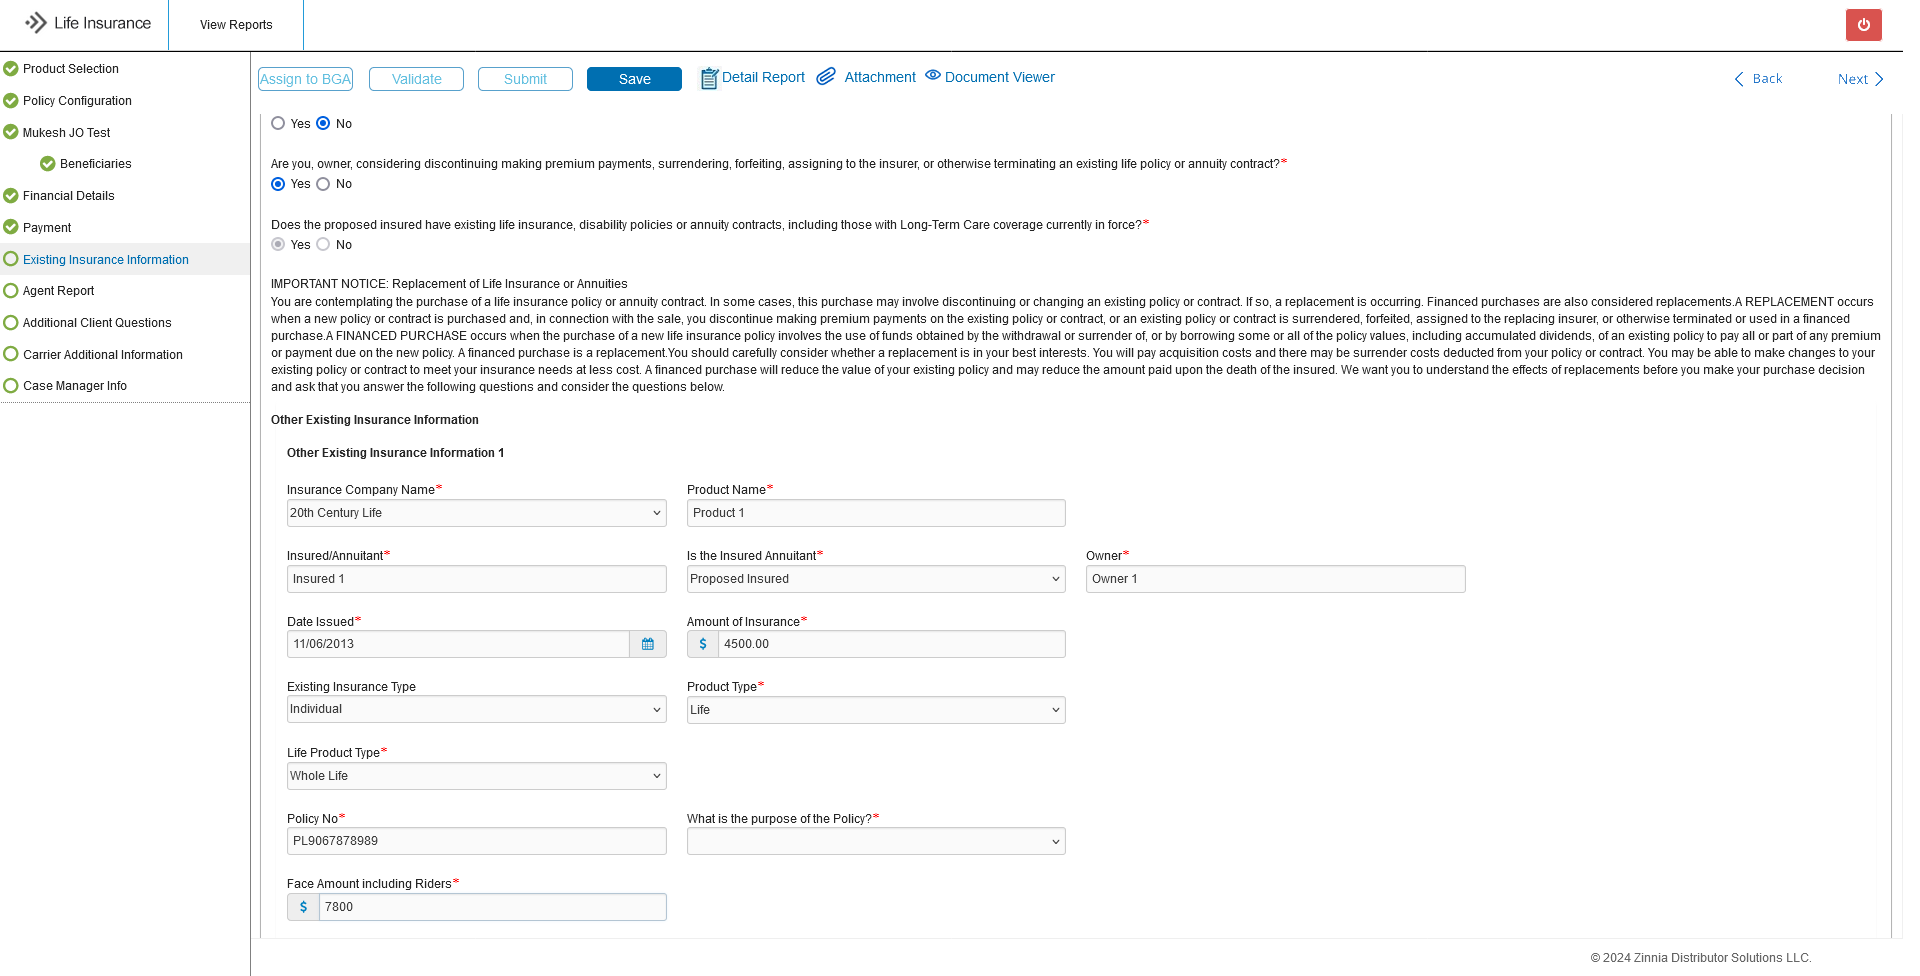 Life Insurance
View Reports
Product Selection
Policy Configuration
Mukesh JO Test
Beneficiaries
Financial Details
Payment
Existing Insurance Information
Agent Report
Additional Client Questions
Carrier Additional Information
Case Manager Info
Assign to BGA Validate Submit Save Detail Report Attachment Document Viewer Back Next
Yes No
Are you, owner, considering discontinuing making premium payments, surrendering, forfeiting, assigning to the insurer, or otherwise terminating an existing life policy or annuity contract?*
Yes No
Does the proposed insured have existing life insurance, disability policies or annuity contracts, including those with Long-Term Care coverage currently in force?*
Yes No
IMPORTANT NOTICE: Replacement of Life Insurance or Annuities
You are contemplating the purchase of a life insurance policy or annuity contract. In some cases, this purchase may involve discontinuing or changing an existing policy or contract. If so, a replacement is occurring. Financed purchases are also considered replacements.A REPLACEMENT occurs
when a new policy or contract is purchased and, in connection with the sale, you discontinue making premium payments on the existing policy or contract, or an existing policy or contract is surrendered, forfeited, assigned to the replacing insurer, or otherwise terminated or used in a financed
purchase.A FINANCED PURCHASE occurs when the purchase of a new life insurance policy involves the use of funds obtained by the withdrawal or surrender of, or by borrowing some or all of the policy values, including accumulated dividends, of an existing policy to pay all or part of any premium
or payment due on the new policy. A financed purchase is a replacement.You should carefully consider whether a replacement is in your best interests. You will pay acquisition costs and there may be surrender costs deducted from your policy or contract. You may be able to make changes to your
existing policy or contract to meet your insurance needs at less cost. A financed purchase will reduce the value of your existing policy and may reduce the amount paid upon the death of the insured. We want you to understand the effects of replacements before you make your purchase decision
and ask that you answer the following questions and consider the questions below.
Other Existing Insurance Information
Other Existing Insurance Information 1
Insurance Company Name* Product Name*
20th Century Life Product 1
Insured/Annuitant* Is the Insured Annuitant* Owner*
Insured 1 Proposed Insured Owner 1
Date Issued* Amount of Insurance*
11/06/2013 $ 4500.00
Existing Insurance Type Product Type*
Individual Life
Life Product Type*
Whole Life
Policy No* What is the purpose of the Policy?*
PL9067878989
Face Amount including Riders*
$ 7800
© 2024 Zinnia Distributor Solutions LLC.